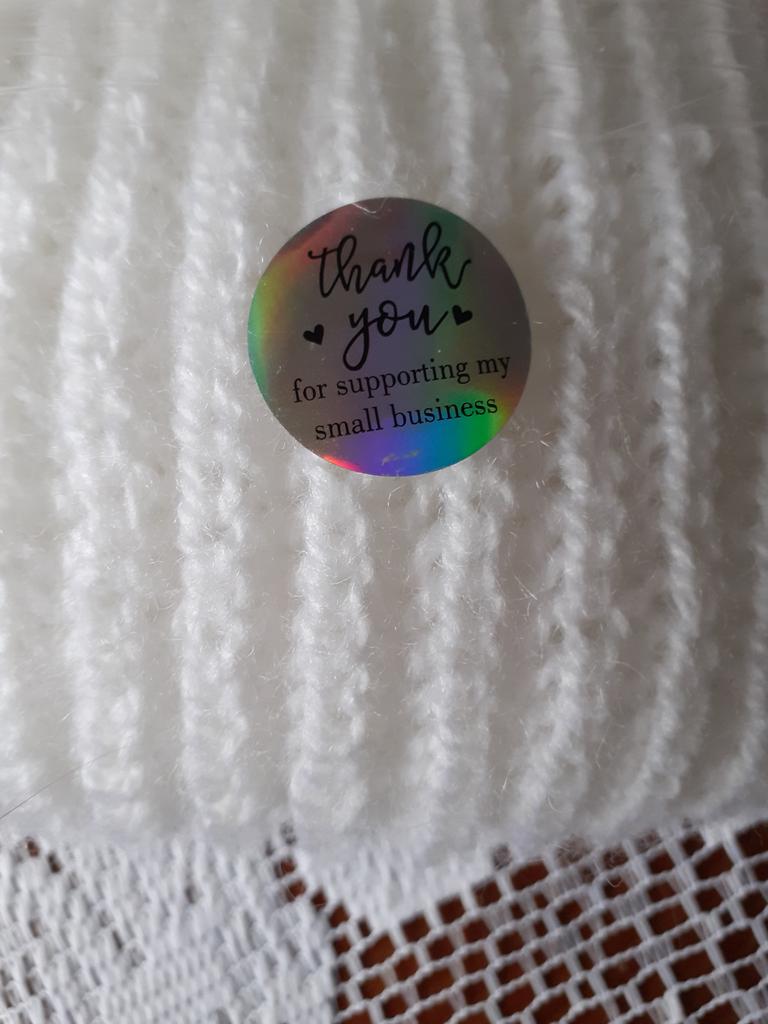 thank
you
for supporting my
small business